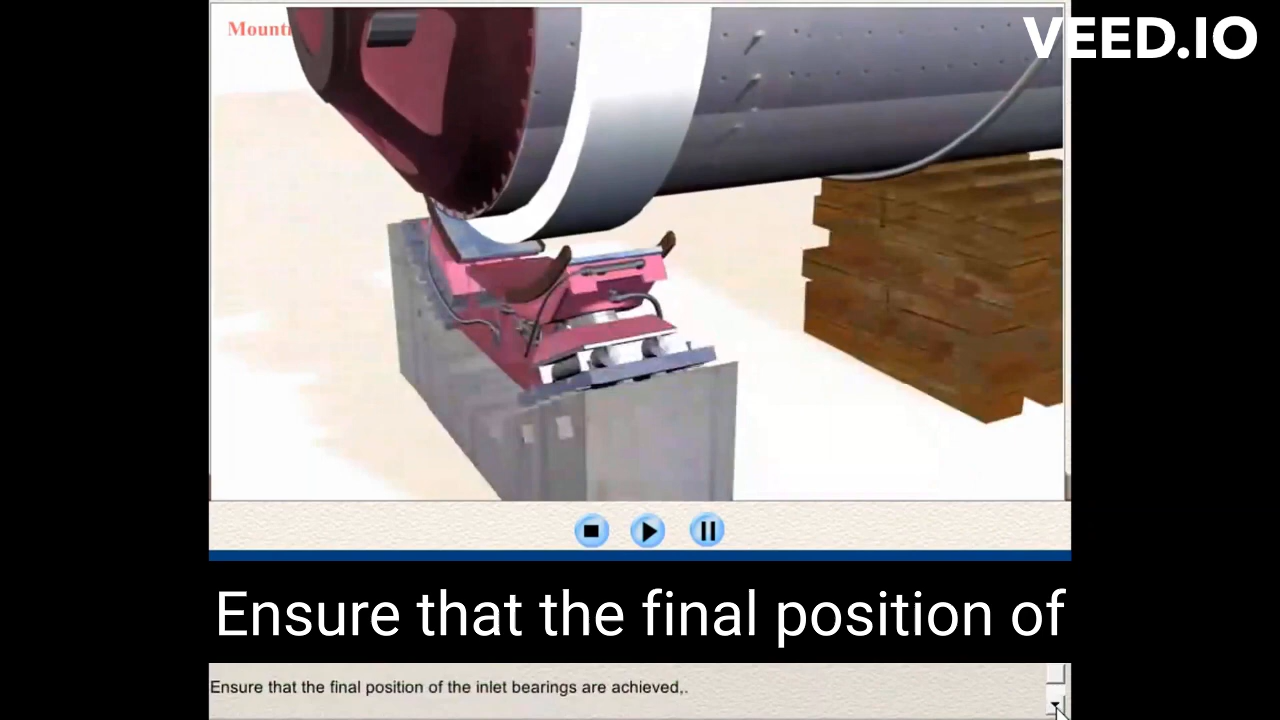 Mounti
VEED.IO
Ensure that the final position of
Ensure that the final position of the inlet bearings are achieved,.